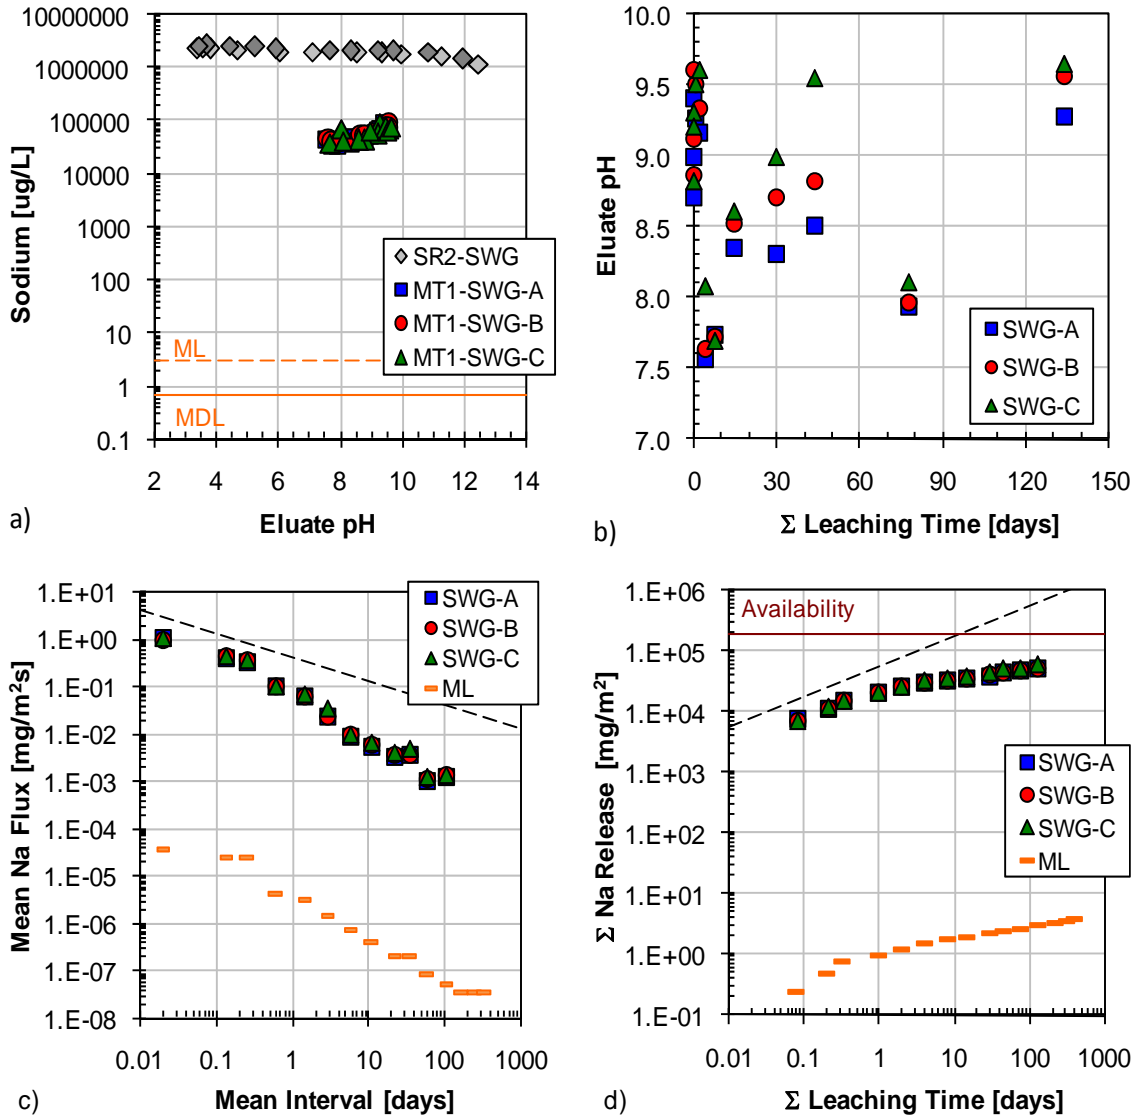 10000000
1000000
100000
10000
1000
100
10
1
0.1
Sodium [ug/L]
SR2-SWG
MT1-SWG-A
MT1-SWG-B
MT1-SWG-C
ML
MDL
2 4 6 8 10 12 14
Eluate pH
a)
10.0
9.5
9.0
8.5
8.0
7.5
7.0
Eluate pH
SWG-A
SWG-B
SWG-C
0 30 60 90 120 150
Σ Leaching Time [days]
b)
1.E+01
1.E+00
1.E-01
1.E-02
1.E-03
1.E-04
1.E-05
1.E-06
1.E-07
1.E-08
Mean Na Flux [mg/m²s]
SWG-A
SWG-B
SWG-C
ML
0.01 0.1 1 10 100 1000
Mean Interval [days]
c)
1.E+06
1.E+05
1.E+04
1.E+03
1.E+02
1.E+01
1.E+00
1.E-01
Σ Na Release [mg/m²]
Availability
SWG-A
SWG-B
SWG-C
ML
0.01 0.1 1 10 100 1000
Σ Leaching Time [days]
d)